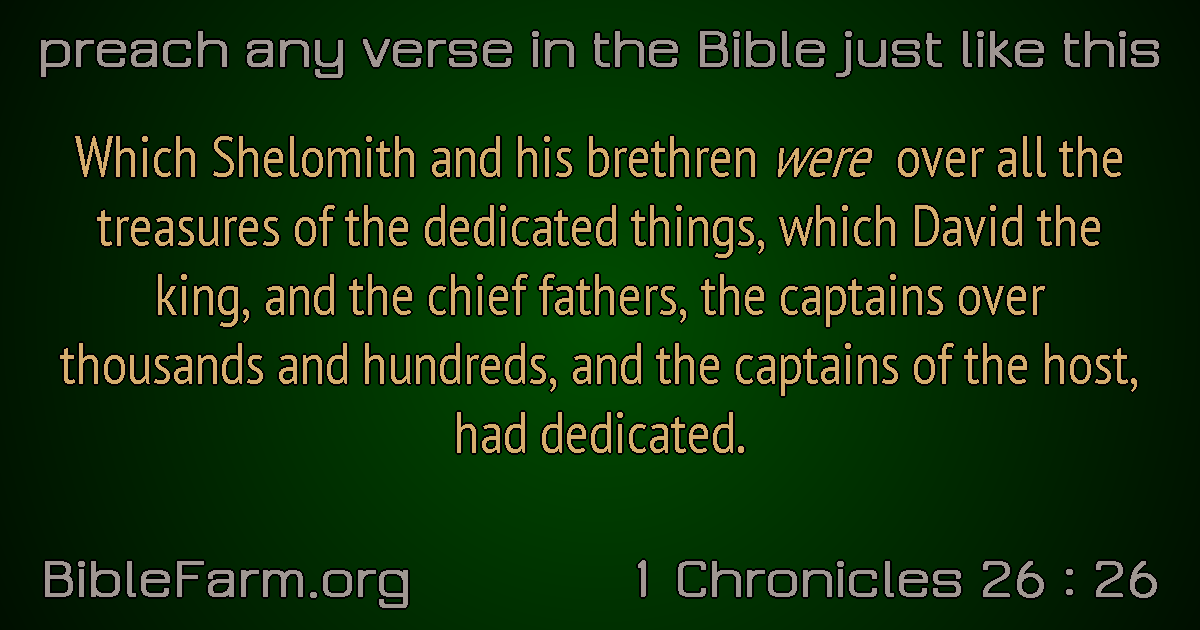 preach any verse in the Bible just like this
Which Shelomith and his brethren were over all the
treasures of the dedicated things, which David the
king, and the chief fathers, the captains over
thousands and hundreds, and the captains of the host,
had dedicated.
BibleFarm.org
1 Chronicles 26 : 26